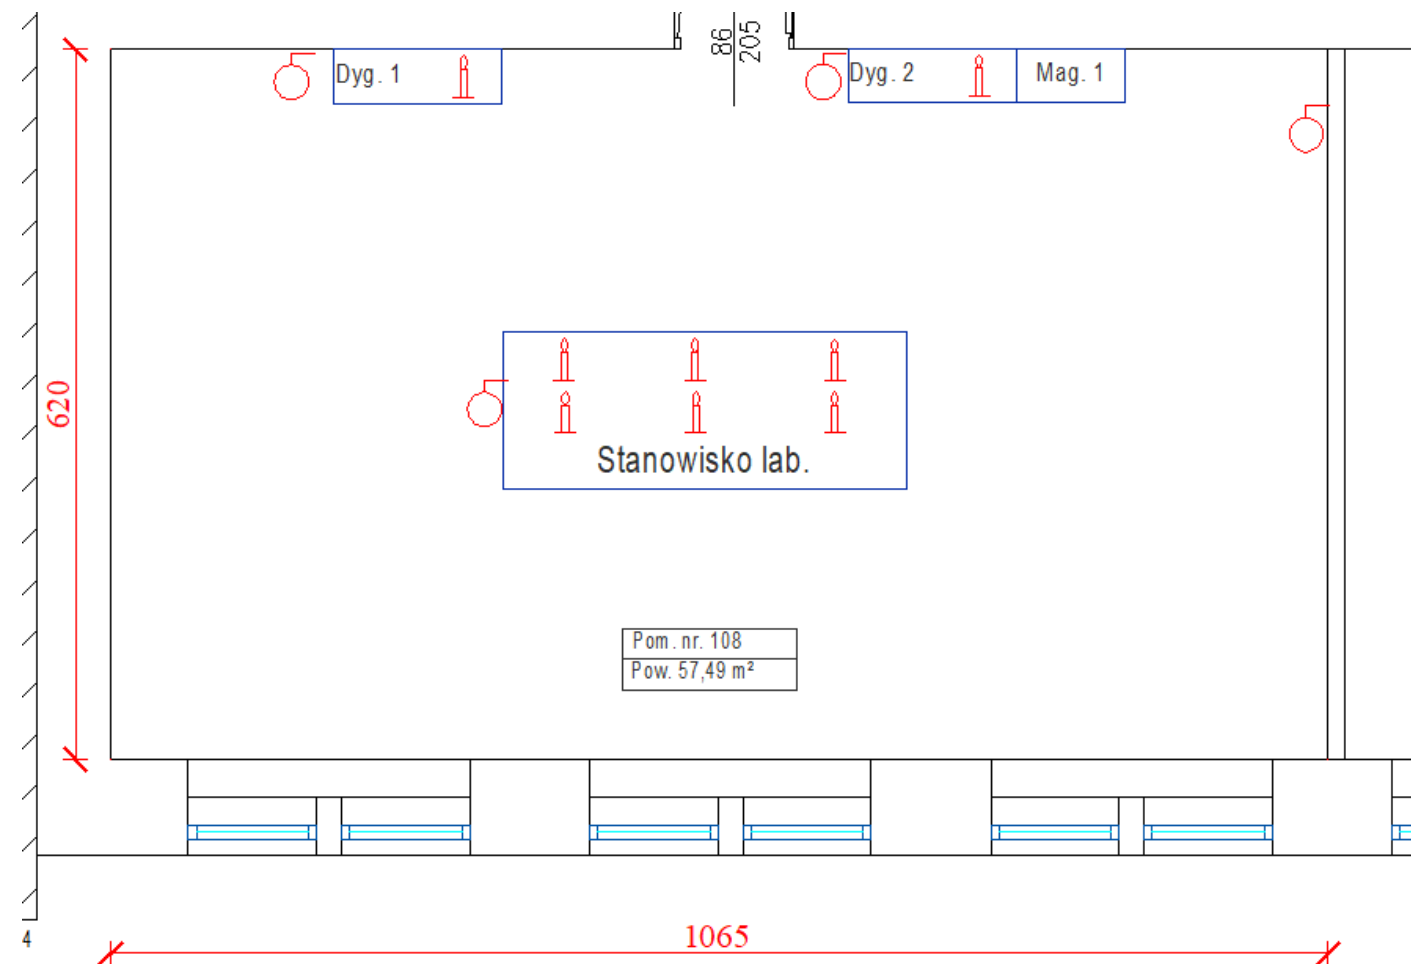 86
205
Dyg. 1
Dyg. 2
Mag. 1
620
Stanowisko lab.
Pom. nr. 108
Pow. 57,49 m²
1065
4